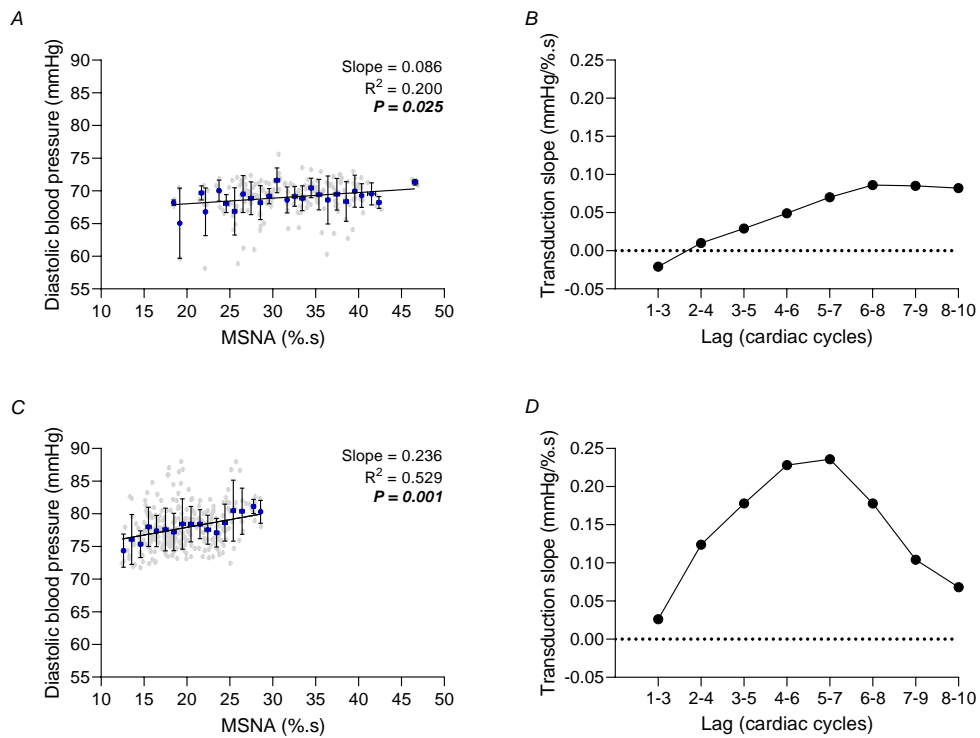 A
Diastolic blood pressure (mmHg)
90
85
80
75
70
65
60
55
10 15 20 25 30 35 40 45 50
MSNA (%.s)
Slope = 0.086
R² = 0.200
P = 0.025
B
Transduction slope (mmHg/%.s)
0.25
0.20
0.15
0.10
0.05
0.00
-0.05
1-3 2-4 3-5 4-6 5-7 6-8 7-9 8-10
Lag (cardiac cycles)
C
Diastolic blood pressure (mmHg)
90
85
80
75
70
65
60
55
10 15 20 25 30 35 40 45 50
MSNA (%.s)
Slope = 0.236
R² = 0.529
P = 0.001
D
Transduction slope (mmHg/%.s)
0.25
0.20
0.15
0.10
0.05
0.00
-0.05
1-3 2-4 3-5 4-6 5-7 6-8 7-9 8-10
Lag (cardiac cycles)